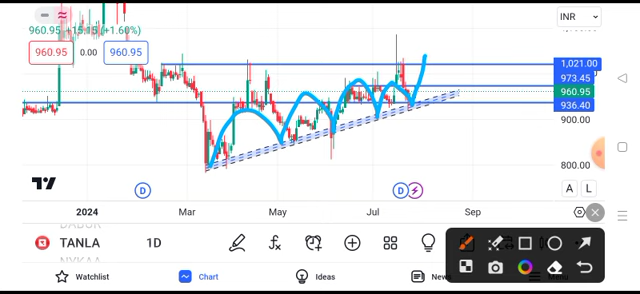 960.95 +15.15 (+1.60%)
INR
960.95 0.00 960.95
1,021.00
973.45
960.95
936.40
900.00
800.00
D D
A L
2024 Mar May Jul Sep
TANLA 1D
Watchlist Chart Ideas News